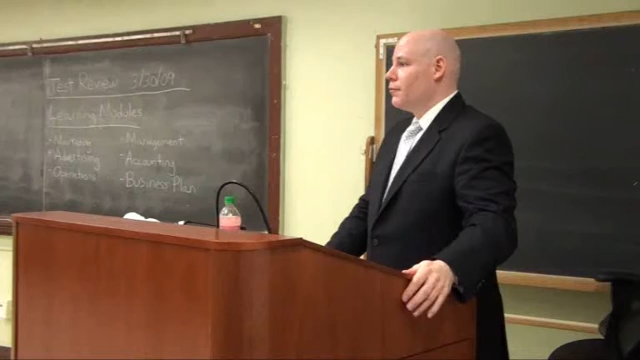 Test Review 3/30/09
Learning Modules
- Marketing - Management
- Advertising - Accounting
- Operations - Business Plan